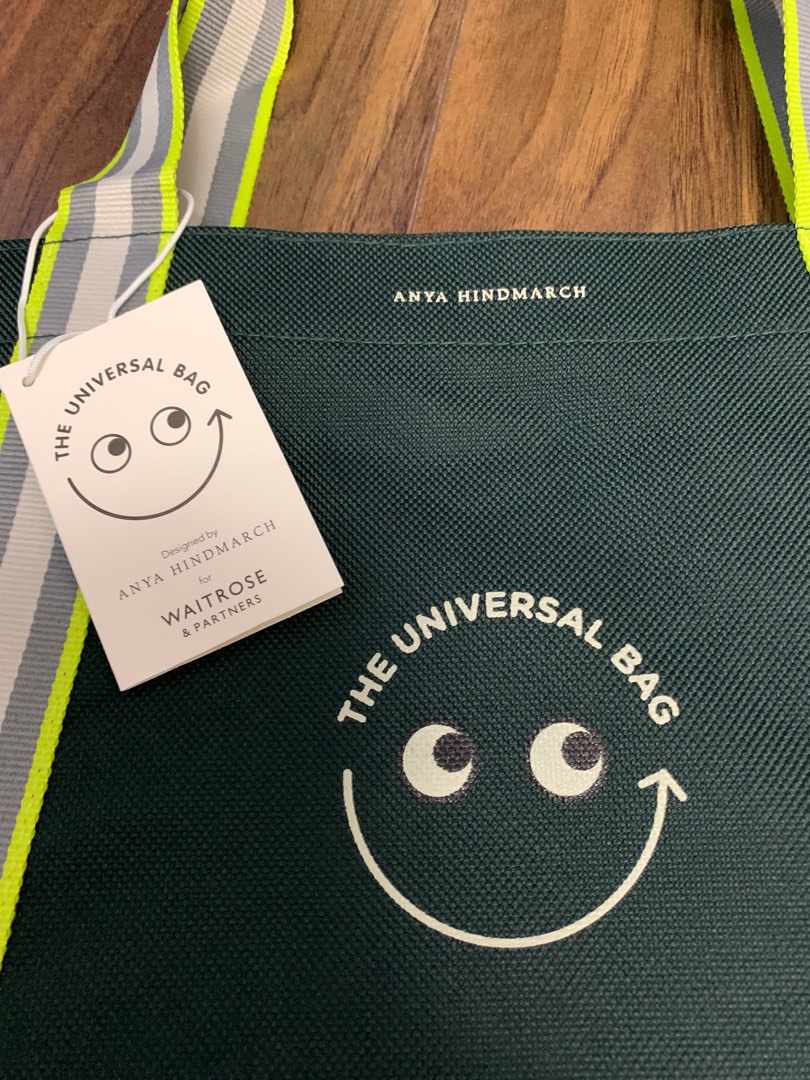 ANYA HINDMARCH
THE UNIVERSAL BAG
Designed by
ANYA HINDMARCH
for
WAITROSE
& PARTNERS
THE UNIVERSAL BAG